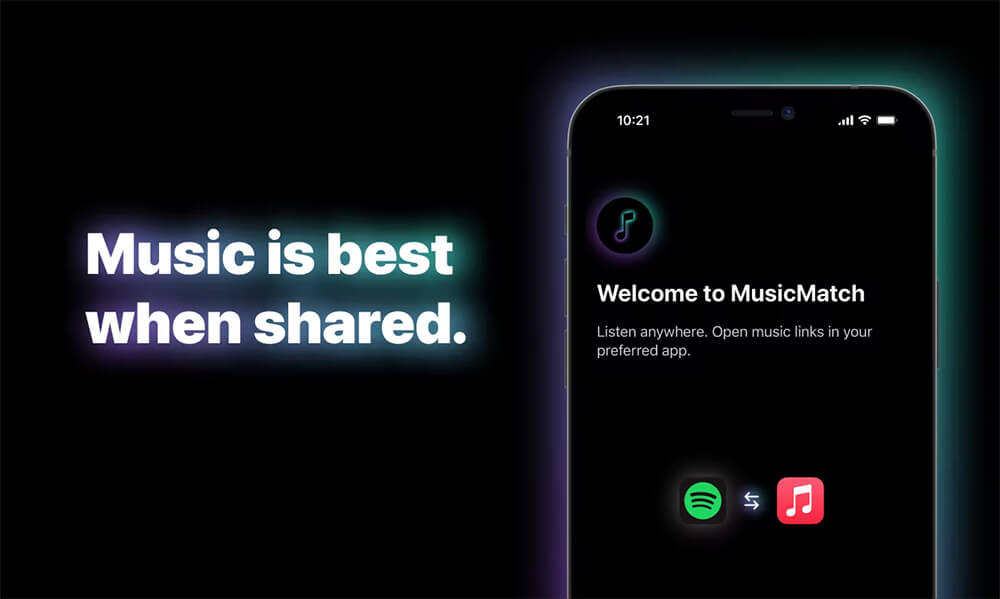 Music is best
when shared.
10:21
Welcome to MusicMatch
Listen anywhere. Open music links in your
preferred app.